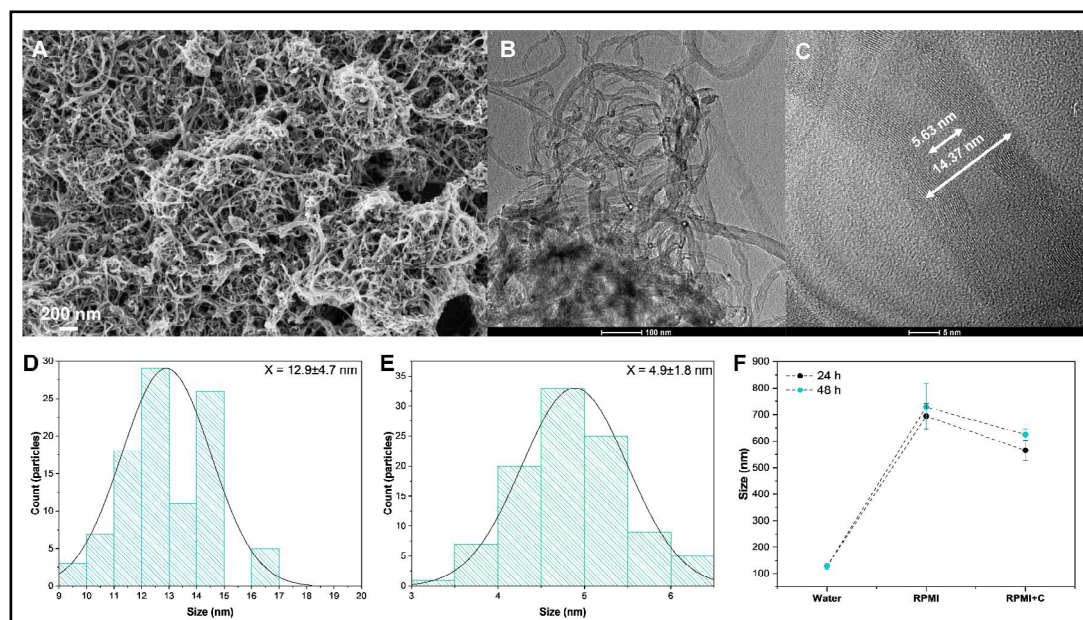 A
B
C
5.63 nm
14.37 nm
200 nm
100 nm
5 nm
D
X = 12.9±4.7 nm
Count (particles)
30
25
20
15
10
5
0
9 10 11 12 13 14 15 16 17 18 19 20
Size (nm)
E
X = 4.9±1.8 nm
Count (particles)
35
30
25
20
15
10
5
0
3 4 5 6
Size (nm)
F
24 h
48 h
Size (nm)
900
800
700
600
500
400
300
200
100
Water RPMI RPMI+C